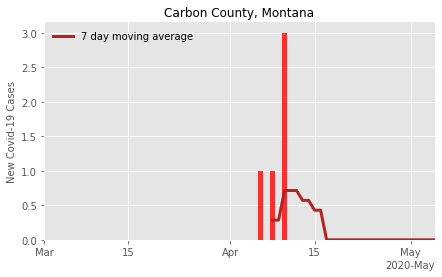 Carbon County, Montana
7 day moving average
New Covid-19 Cases
3.0
2.5
2.0
1.5
1.0
0.5
0.0
Mar 15 Apr 15 May
2020-May